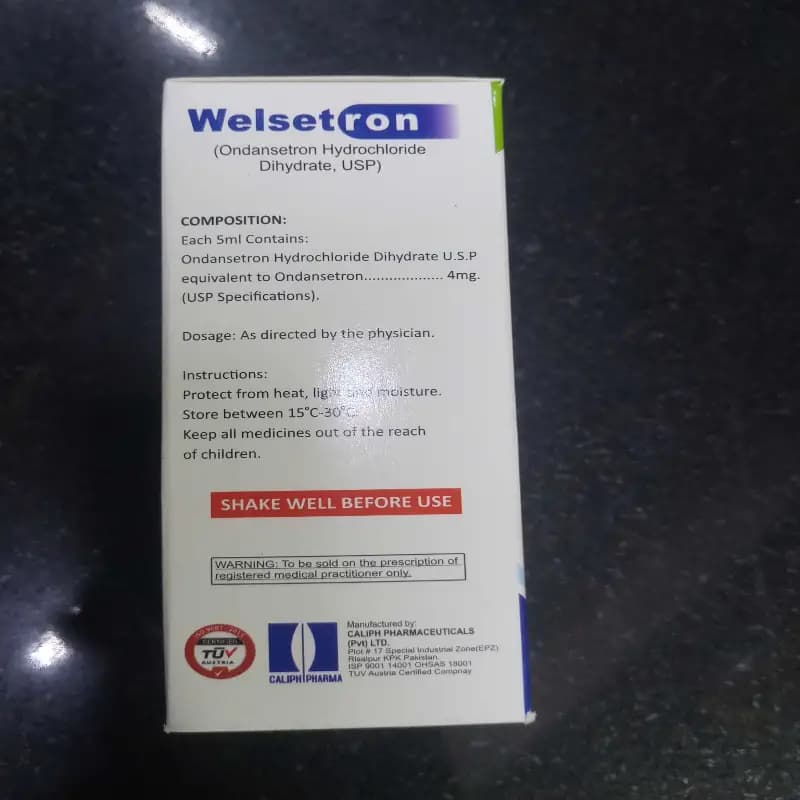 Welsetron
(Ondansetron Hydrochloride
Dihydrate, USP)
COMPOSITION:
Each 5ml Contains:
Ondansetron Hydrochloride Dihydrate U.S.P
equivalent to Ondansetron................... 4mg.
(USP Specifications).
Dosage: As directed by the physician.
Instructions:
Protect from heat, light and moisture.
Store between 15°C-30°C.
Keep all medicines out of the reach
of children.
SHAKE WELL BEFORE USE
WARNING: To be sold on the prescription of
registered medical practitioner only.
TÜV
AUSTRIA
CALIPH PHARMA
Manufactured by:
CALIPH PHARMACEUTICALS
(Pvt) LTD.
Plot # 17 Special Industrial Zone(EPZ)
Risalpur KPK Pakistan.
ISP 9001 14001 OHSAS 18001
TUV Austria Certified Compnay